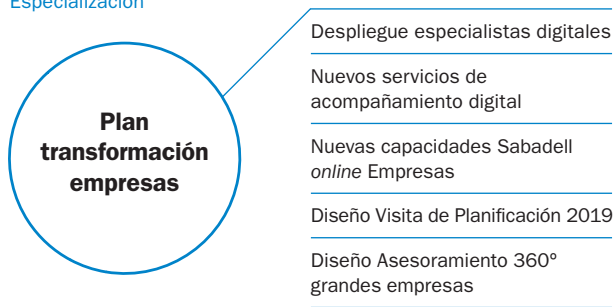 Especialización
Despliegue especialistas digitales
Nuevos servicios de
acompañamiento digital
Plan
transformación
empresas
Nuevas capacidades Sabadell
online Empresas
Diseño Visita de Planificación 2019
Diseño Asesoramiento 360º
grandes empresas